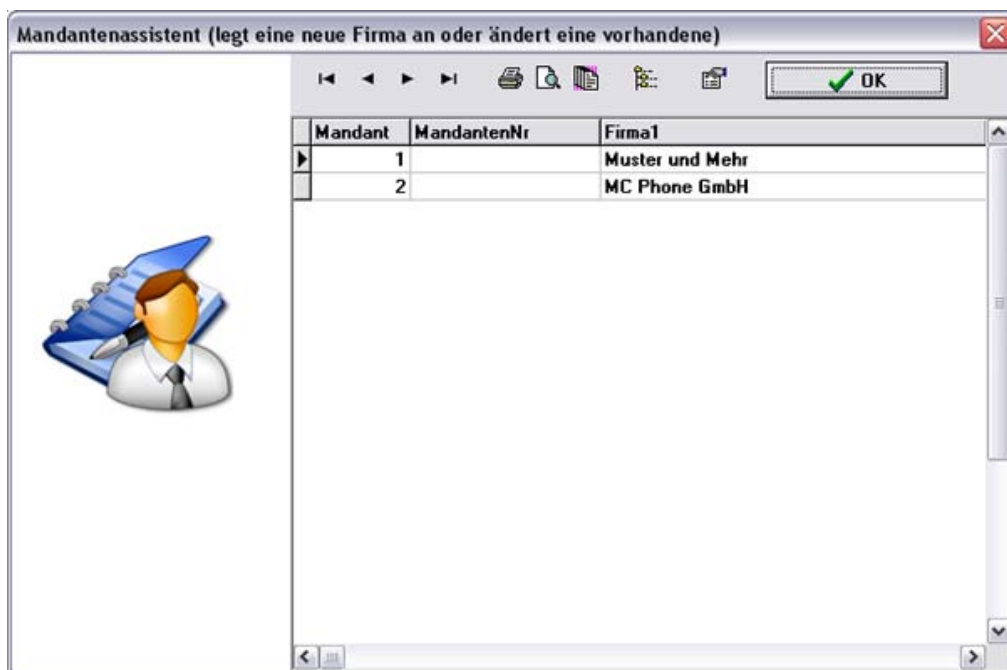 Mandantenassistent (legt eine neue Firma an oder ändert eine vorhandene)
OK
Mandant MandantenNr Firma1
1 Muster und Mehr
2 MC Phone GmbH